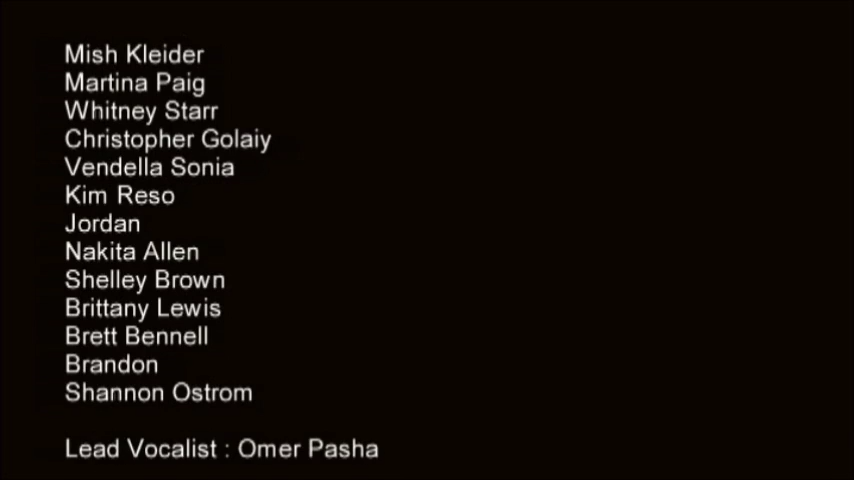 Mish Kleider
Martina Paig
Whitney Starr
Christopher Golaiy
Vendella Sonia
Kim Reso
Jordan
Nakita Allen
Shelley Brown
Brittany Lewis
Brett Bennell
Brandon
Shannon Ostrom
Lead Vocalist : Omer Pasha